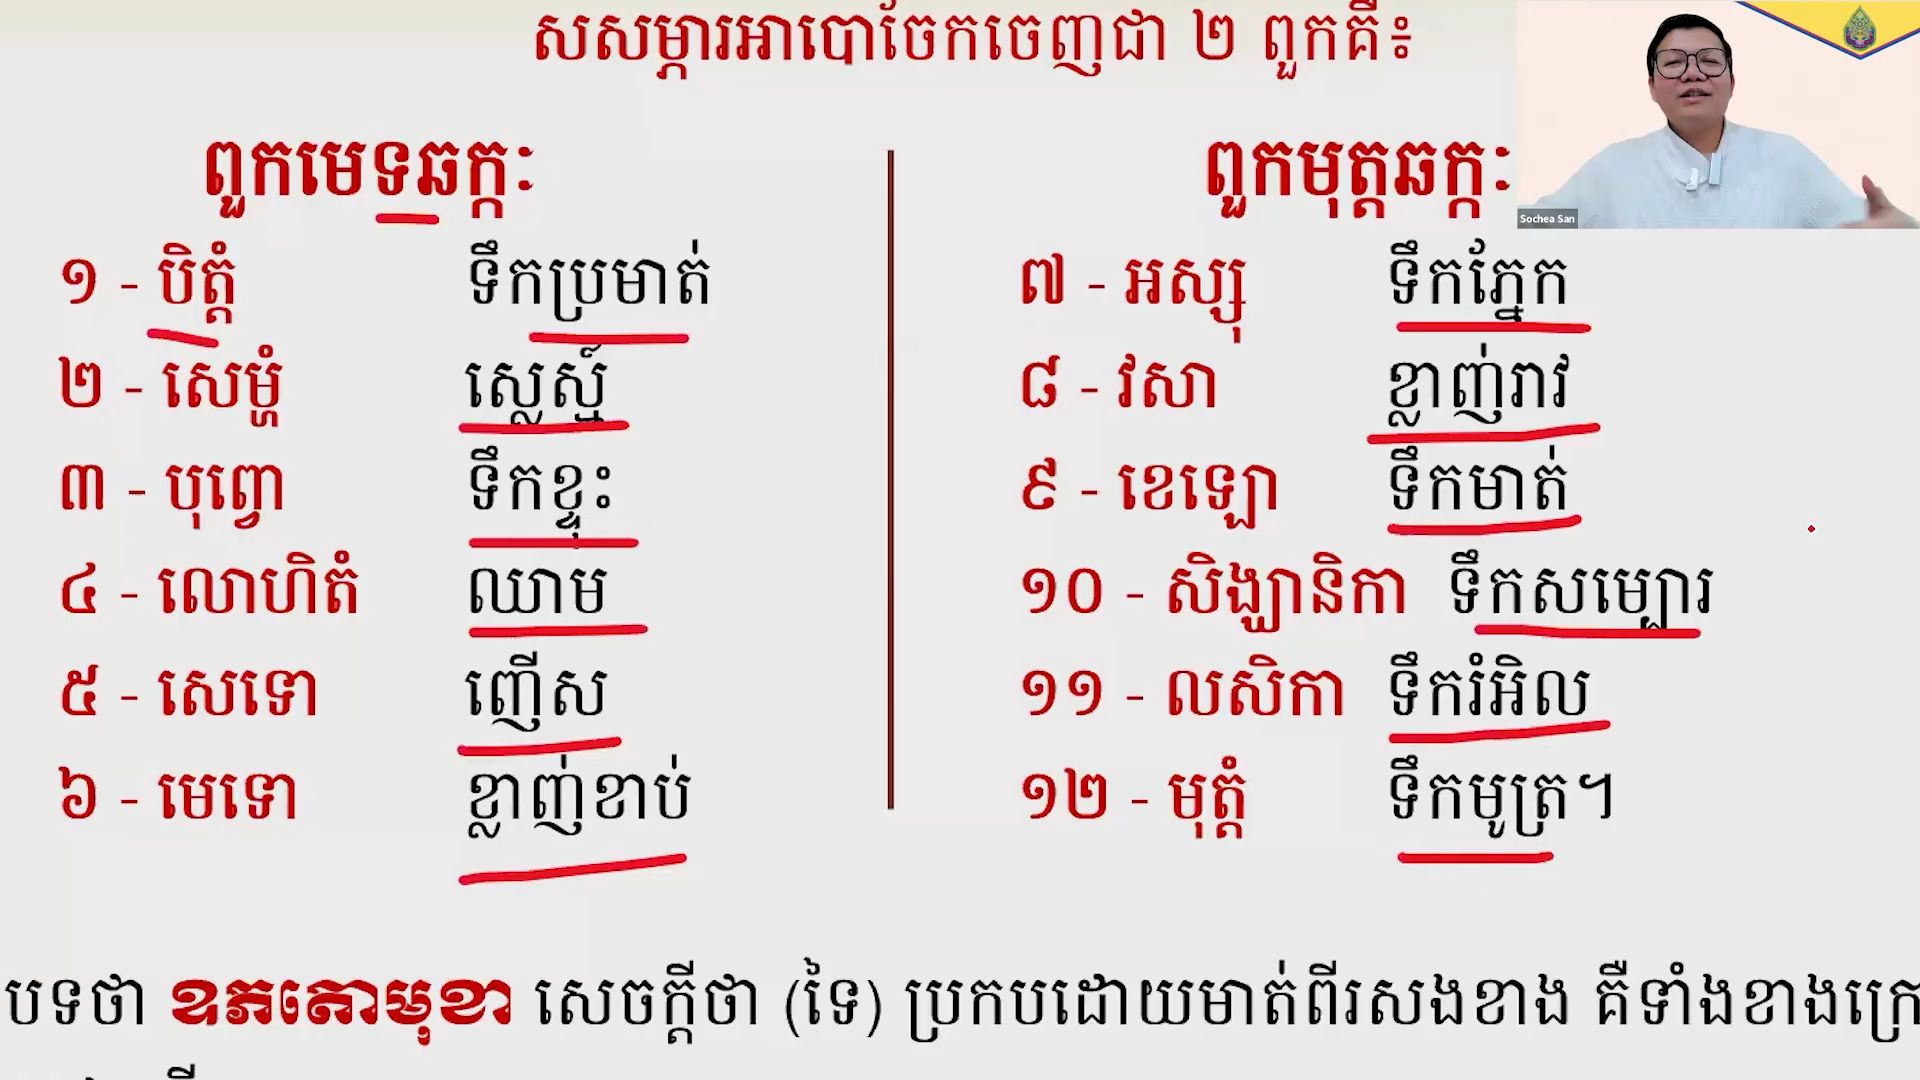 សសម្ភារអាបោចែកចេញជា ២ ពួកគឺ៖
ពួកមេទឆក្កៈ
១ - បិត្តំ ទឹកប្រមាត់
២ - សេម្ហំ ស្លេស្ម៍
៣ - បុព្វោ ទឹកខ្ទុះ
៤ - លោហិតំ ឈាម
៥ - សេទោ ញើស
៦ - មេទោ ខ្លាញ់ខាប់
ពួកមុត្តឆក្កៈ
៧ - អស្សុ ទឹកភ្នែក
៨ - វសា ខ្លាញ់រាវ
៩ - ខេឡោ ទឹកមាត់
១០ - សិង្ឃានិកា ទឹកសម្បោរ
១១ - លសិកា ទឹករំអិល
១២ - មុត្តំ ទឹកមូត្រ។
Sochea San
បទថា ឧភតោមុខា សេចក្ដីថា (ទៃ) ប្រកបដោយមាត់ពីរសងខាង គឺទាំងខាងក្រេ